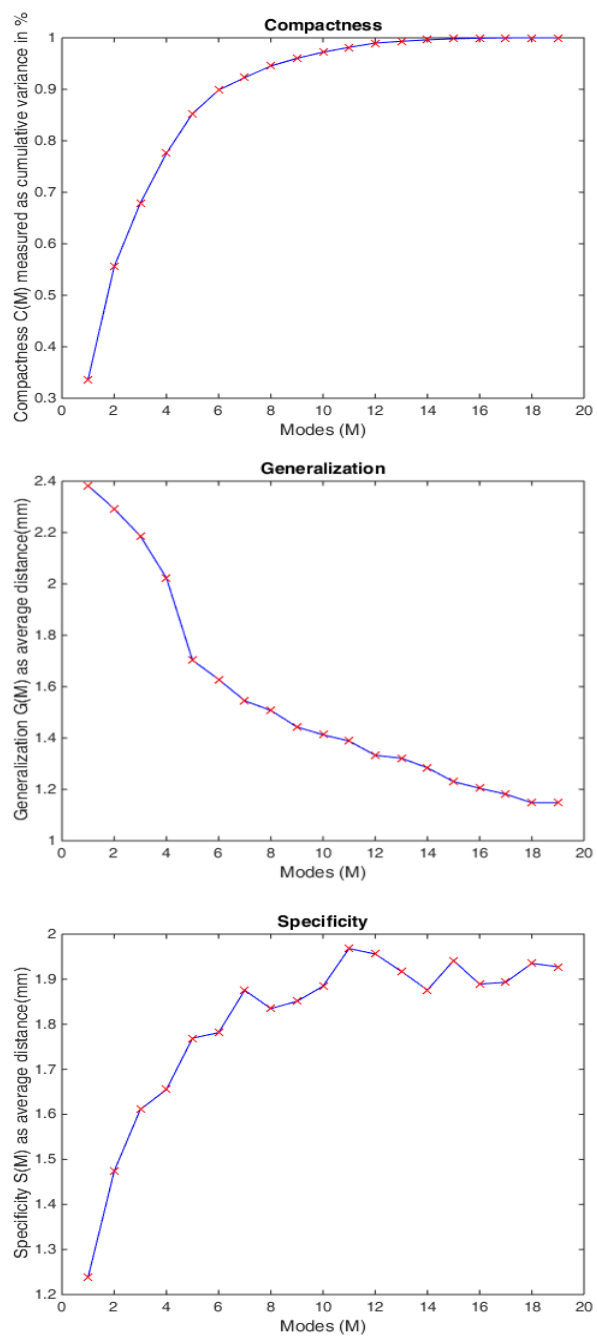 Compactness
Compactness C(M) measured as cumulative variance in %
1
0.9
0.8
0.7
0.6
0.5
0.4
0.3
0 2 4 6 8 10 12 14 16 18 20
Modes (M)
Generalization
Generalization G(M) as average distance(mm)
2.4
2.2
2
1.8
1.6
1.4
1.2
1
0 2 4 6 8 10 12 14 16 18 20
Modes (M)
Specificity
Specificity S(M) as average distance(mm)
2
1.9
1.8
1.7
1.6
1.5
1.4
1.3
1.2
0 2 4 6 8 10 12 14 16 18 20
Modes (M)